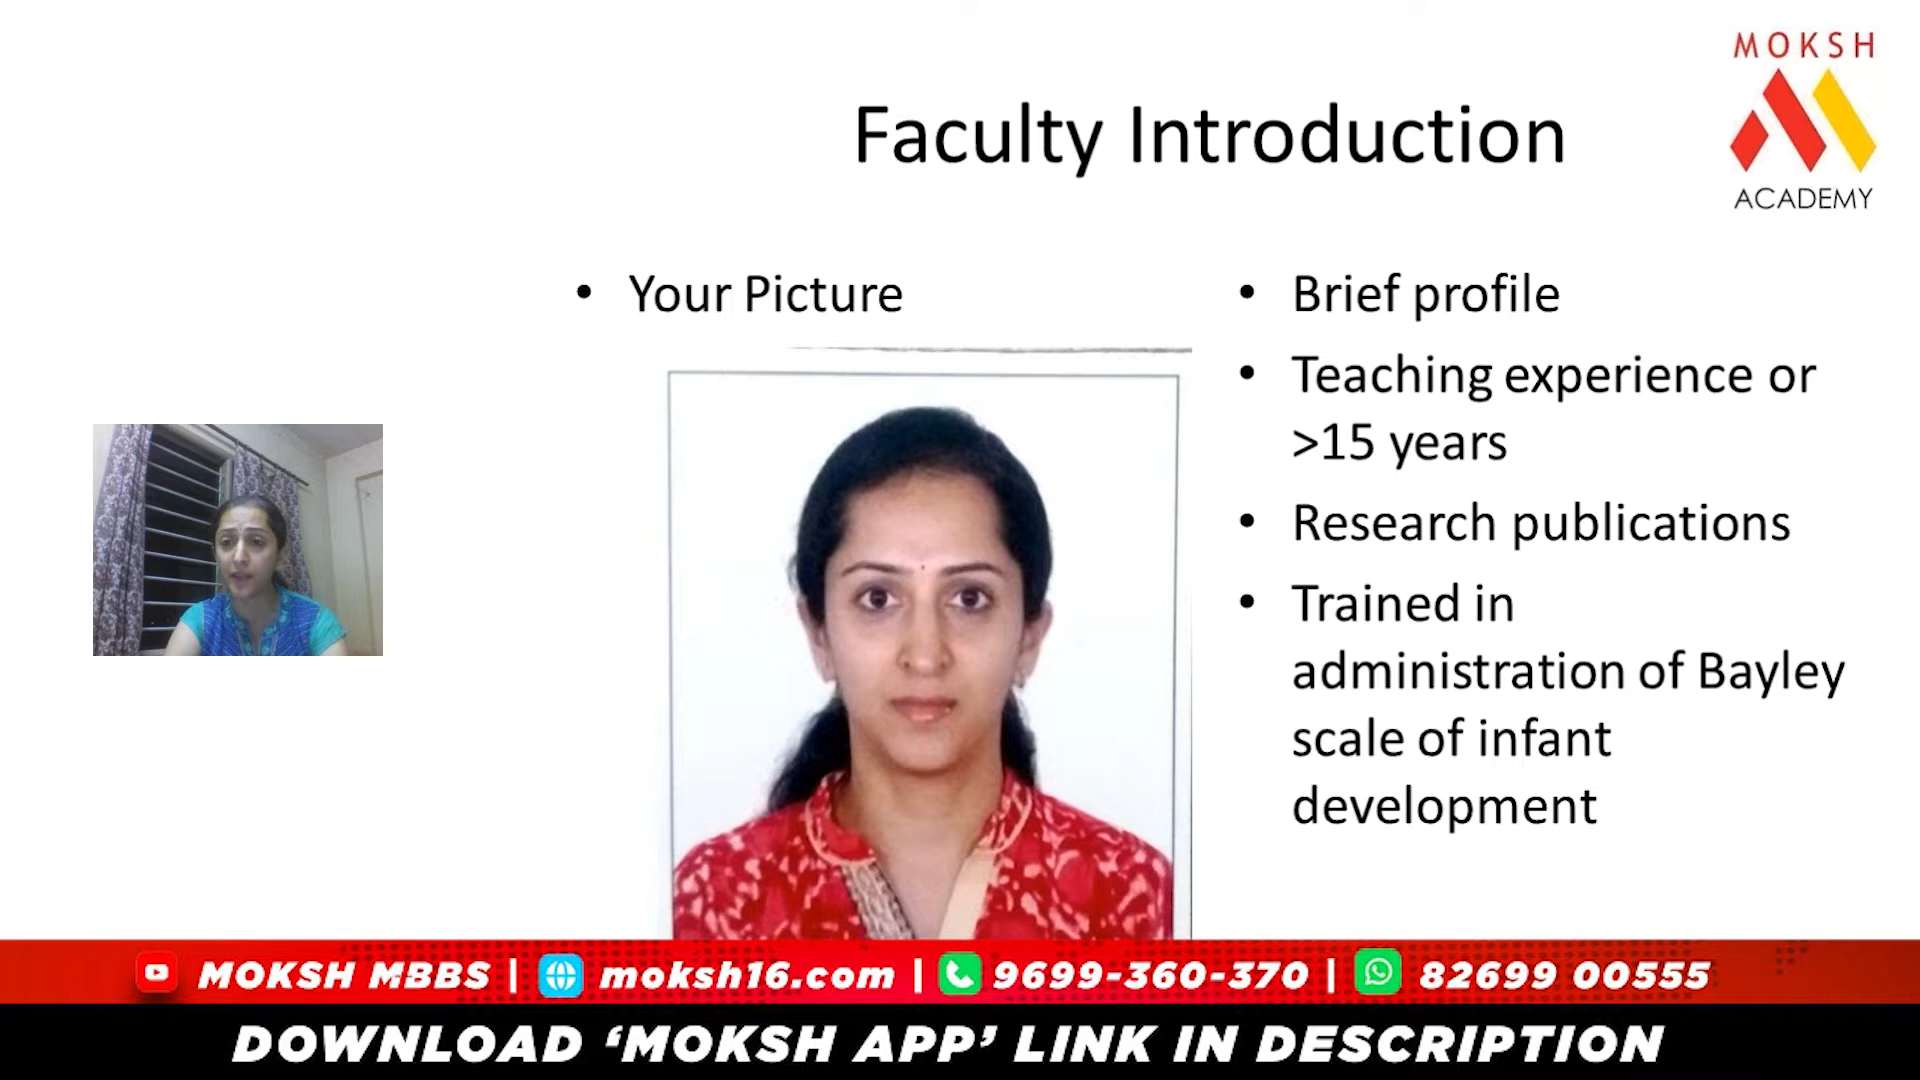 MOKSH
ACADEMY
Faculty Introduction
• Your Picture
• Brief profile
• Teaching experience or
>15 years
• Research publications
• Trained in
administration of Bayley
scale of infant
development
MOKSH MBBS | moksh16.com | 9699-360-370 | 82699 00555
DOWNLOAD ‘MOKSH APP’ LINK IN DESCRIPTION